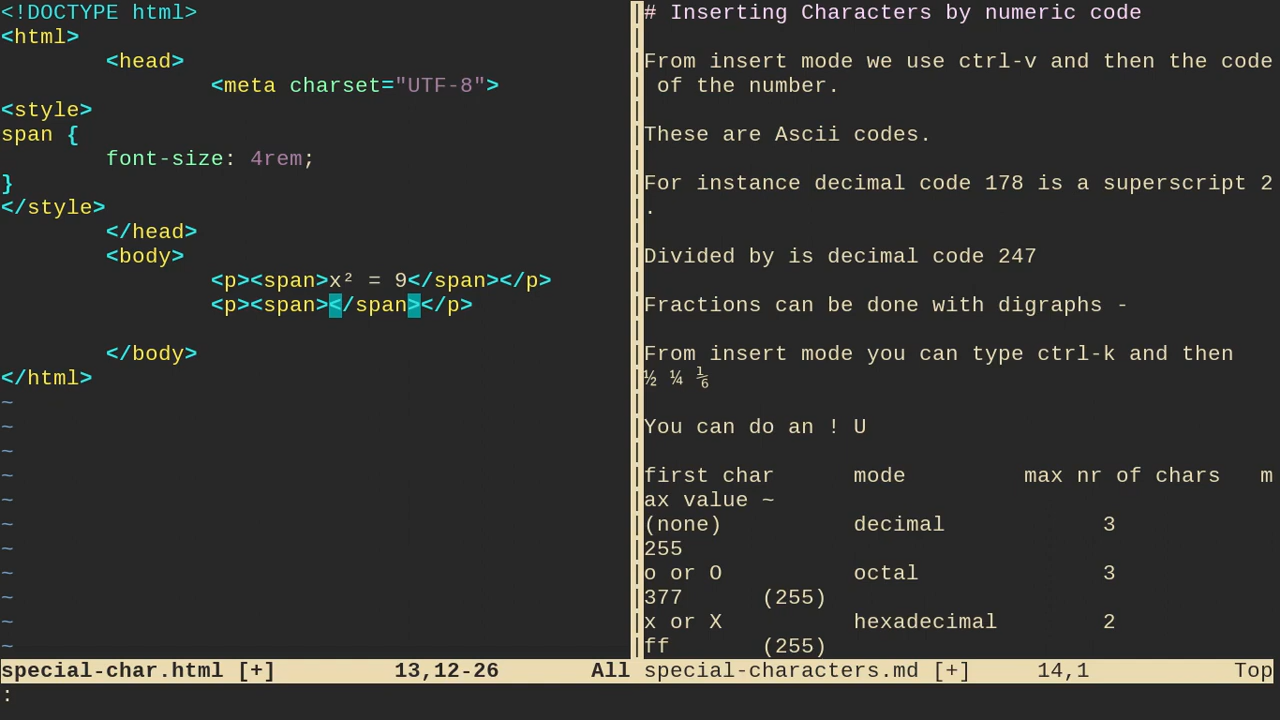 <!DOCTYPE html>
<html>
<head>
<meta charset="UTF-8">
<style>
span {
font-size: 4rem;
}
</style>
</head>
<body>
<p><span>x² = 9</span></p>
<p><span></span></p>
</body>
</html>
~
~
~
~
~
~
~
~
~
~
~
special-char.html [+] 13,12-26 All
:
# Inserting Characters by numeric code
From insert mode we use ctrl-v and then the code
of the number.
These are Ascii codes.
For instance decimal code 178 is a superscript 2
.
Divided by is decimal code 247
Fractions can be done with digraphs -
From insert mode you can type ctrl-k and then
½ ¼ ⅙
You can do an ! U
first char mode max nr of chars m
ax value ~
(none) decimal 3
255
o or O octal 3
377 (255)
x or X hexadecimal 2
ff (255)
special-characters.md [+] 14,1 Top